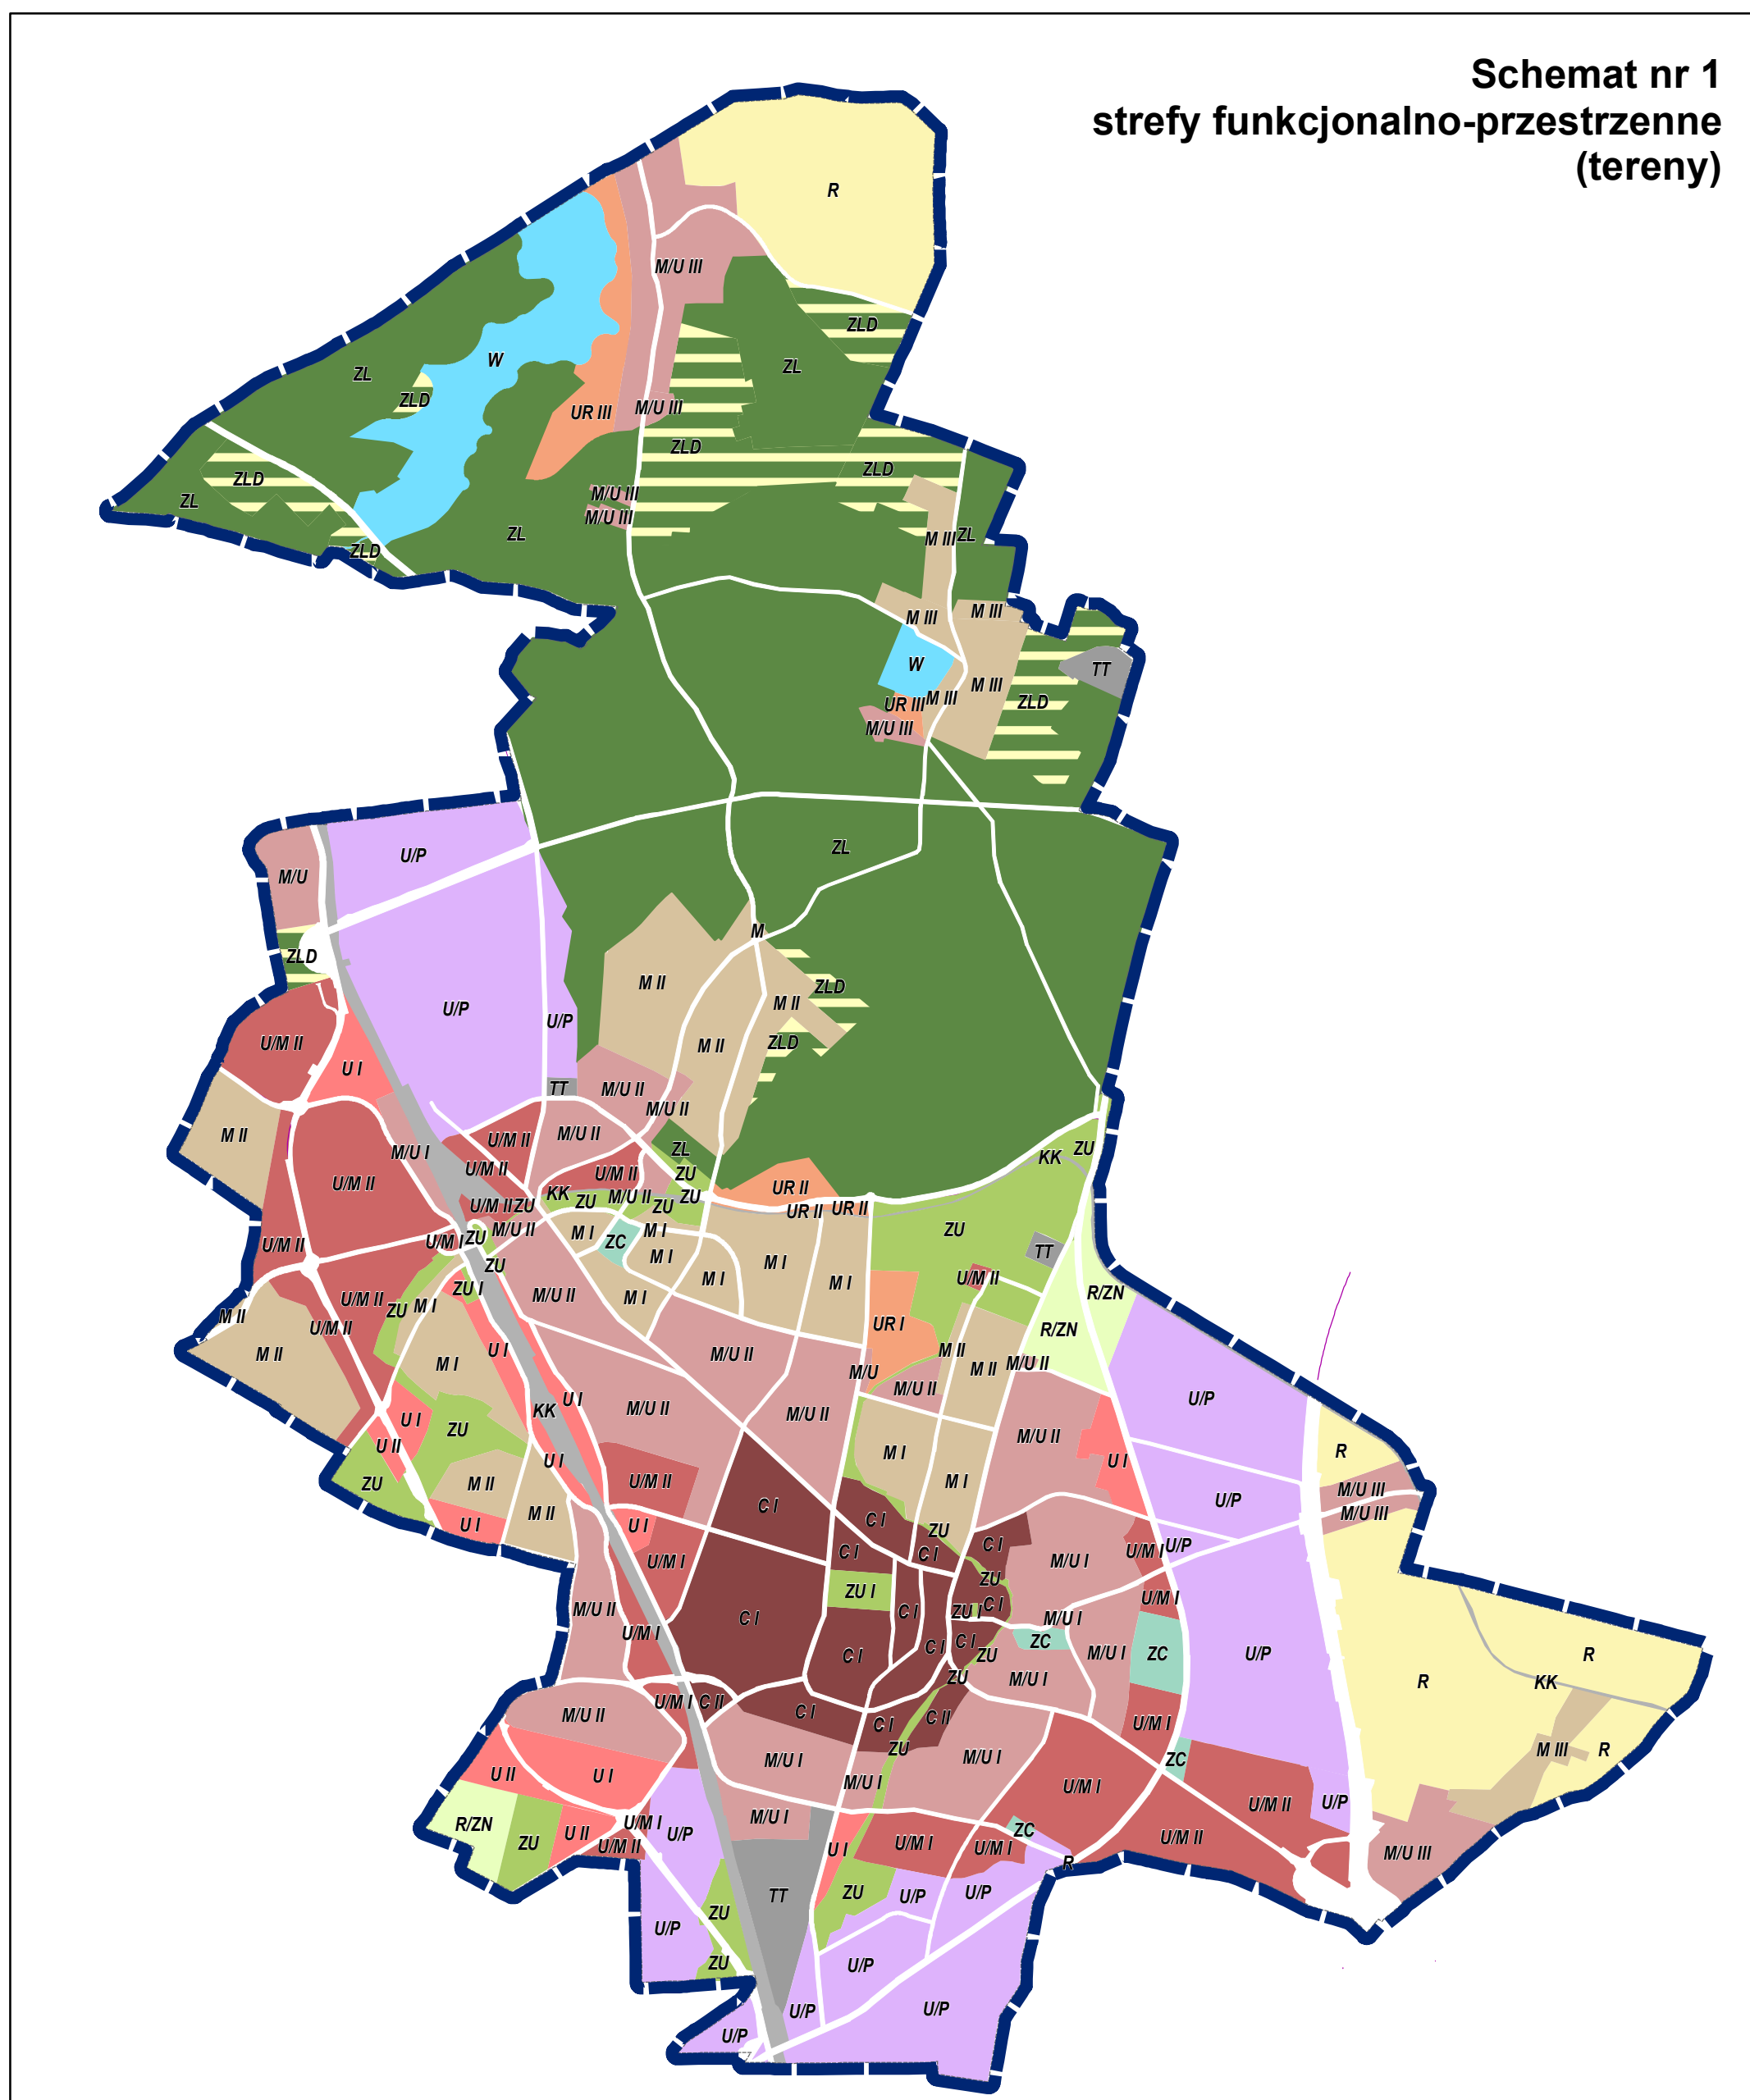 Schemat nr 1
strefy funkcjonalno-przestrzenne
(tereny)
R
M/U III
ZLD
W
ZL
ZL
ZLD
UR III
M/U III
ZLD
ZLD
ZLD
M/U III
ZL
M/U III
ZL
M III
ZL
ZLD
M III
M III
W
TT
M III
ZLD
UR III
M III
M/U III
ZL
U/P
M/U
M
ZLD
M II
ZLD
M II
U/P
U/P
U/M II
M II
ZLD
U I
TT
M/U II
M/U II
M II
U/M II
M/U II
ZL
ZU
M/U I
KK
U/M II
U/M II
ZU
U/M II
UR II
KK
M/U II
ZU
U/M II
ZU
ZU
ZU
UR II
UR II
M/U II
M I
M I
ZU
U/M II
U/M I
ZU
ZC
M I
TT
ZU
M I
M I
M I
U/M II
ZU I
M/U II
M I
R/ZN
U/M II
ZU
M I
M II
U/M II
UR I
R/ZN
M II
M I
U I
M/U II
M II
M/U II
M/U
M II
M/U II
U/P
U I
KK
U I
M/U II
M/U II
ZU
M/U II
U II
M I
R
U I
U I
ZU
M II
U/M II
M I
M/U III
U/P
M II
C I
M/U III
U I
U I
C I
ZU
C I
U/M I
U/P
C I
C I
U/M I
M/U I
ZU
ZU I
U/M I
M/U II
C I
C I
ZU I
C I
M/U I
U/M I
C I
C I
ZC
M/U I
ZC
U/P
C I
ZU
R
ZU
M/U I
R
KK
U/M I
C II
C I
M/U II
C I
C II
U/M I
ZU
M III
R
M/U I
M/U I
ZC
U II
U I
M/U I
U/M I
U/M II
U/P
R/ZN
U/M I
M/U I
ZC
ZU
U II
U/P
U/M II
U I
U/M I
U/M I
U/M II
M/U III
R
TT
ZU
U/P
U/P
ZU
U/P
ZU
U/P
U/P
U/P
U/P